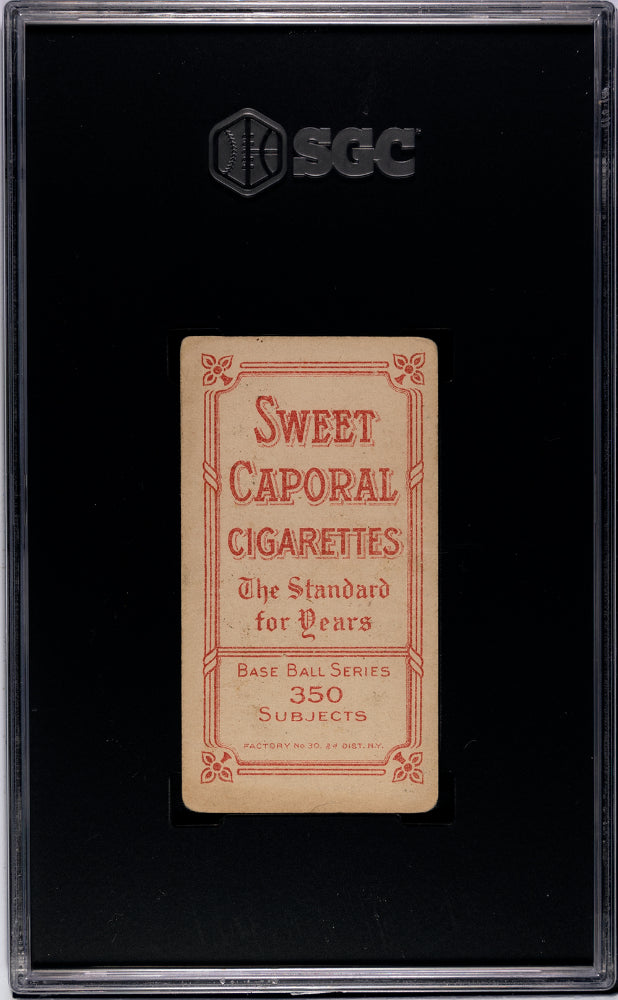 SGC
SWEET
CAPORAL
CIGARETTES
The Standard
for Years
BASE BALL SERIES
350
SUBJECTS
FACTORY No 30, 2d DIST. N.Y.